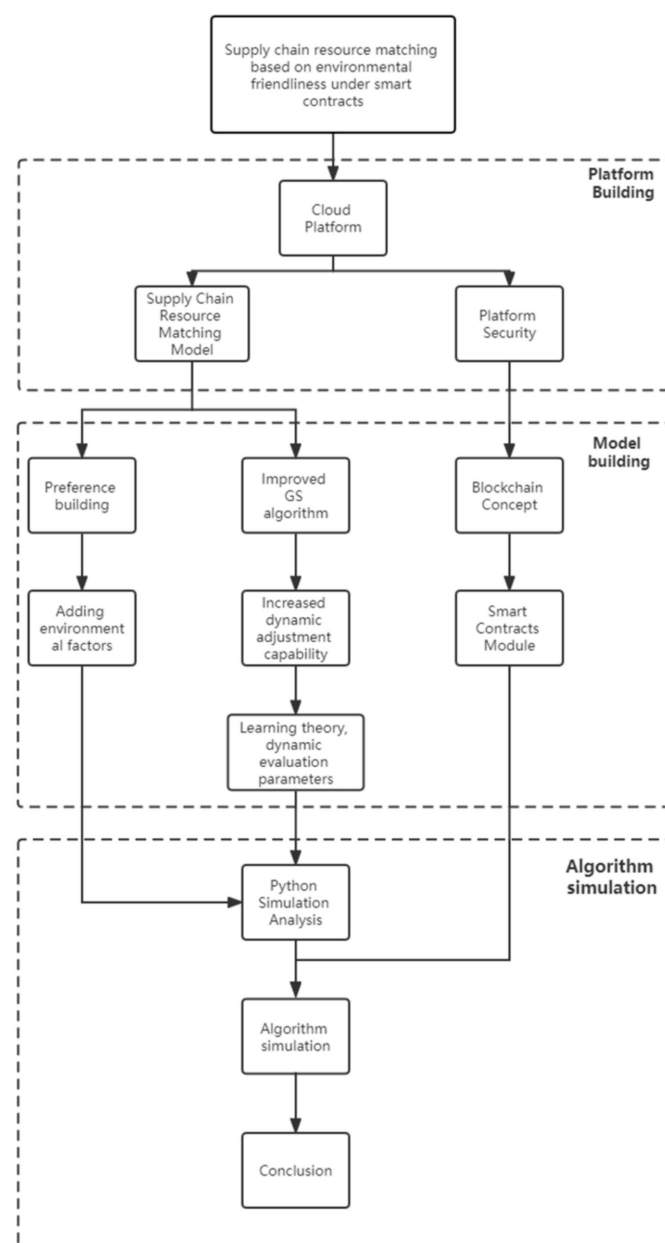 Supply chain resource matching
based on environmental
friendliness under smart
contracts
Platform
Building
Cloud
Platform
Supply Chain
Resource
Matching
Model
Platform
Security
Model
building
Preference
building
Improved
GS
algorithm
Blockchain
Concept
Adding
environment
al factors
Increased
dynamic
adjustment
capability
Smart
Contracts
Module
Learning theory,
dynamic
evaluation
parameters
Algorithm
simulation
Python
Simulation
Analysis
Algorithm
simulation
Conclusion